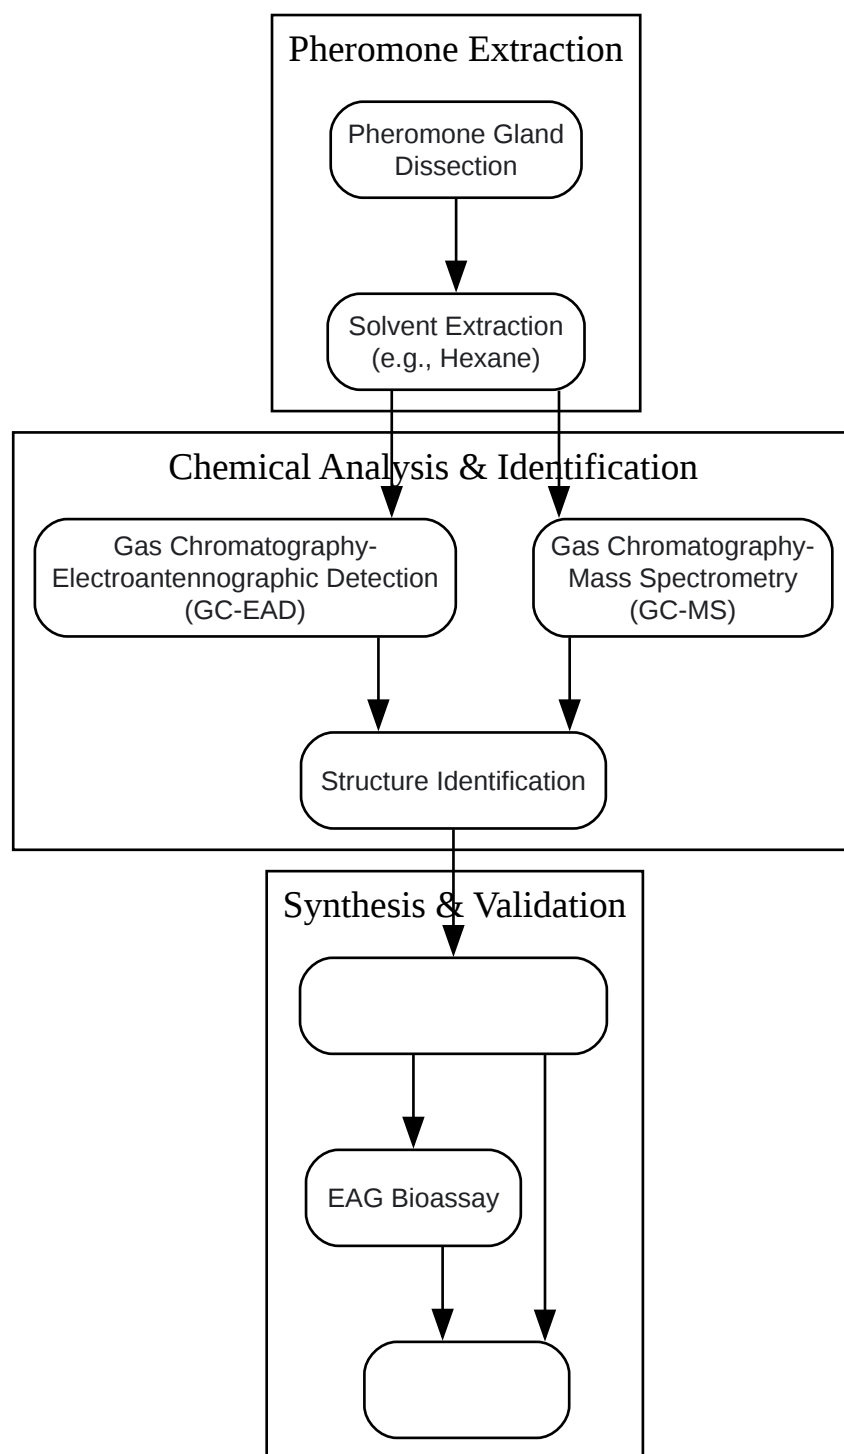 Pheromone Extraction
Pheromone Gland
Dissection
Solvent Extraction
(e.g., Hexane)
Chemical Analysis & Identification
Gas Chromatography-
Electroantennographic Detection
(GC-EAD)
Gas Chromatography-
Mass Spectrometry
(GC-MS)
Structure Identification
Synthesis & Validation
EAG Bioassay